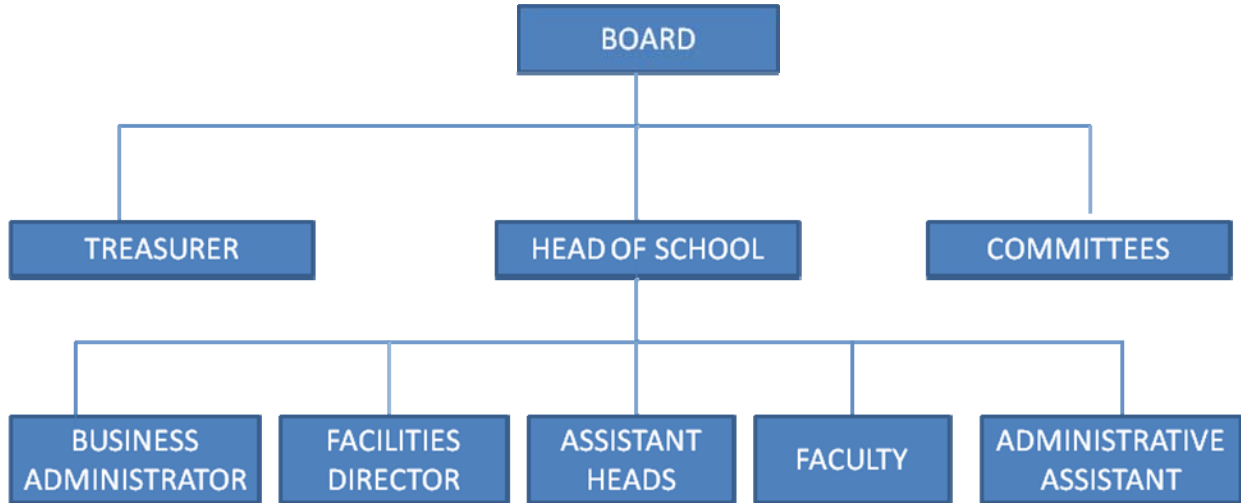 BOARD
TREASURER
HEAD OF SCHOOL
COMMITTEES
BUSINESS
ADMINISTRATOR
FACILITIES
DIRECTOR
ASSISTANT
HEADS
FACULTY
ADMINISTRATIVE
ASSISTANT